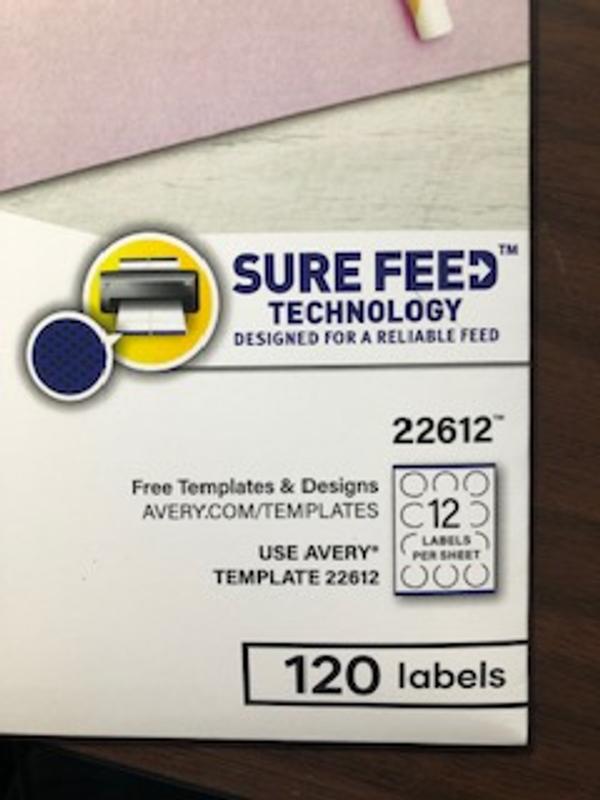 SURE FEED™
TECHNOLOGY
DESIGNED FOR A RELIABLE FEED
22612™
Free Templates & Designs
AVERY.COM/TEMPLATES
USE AVERY®
TEMPLATE 22612
12
LABELS
PER SHEET
120 labels